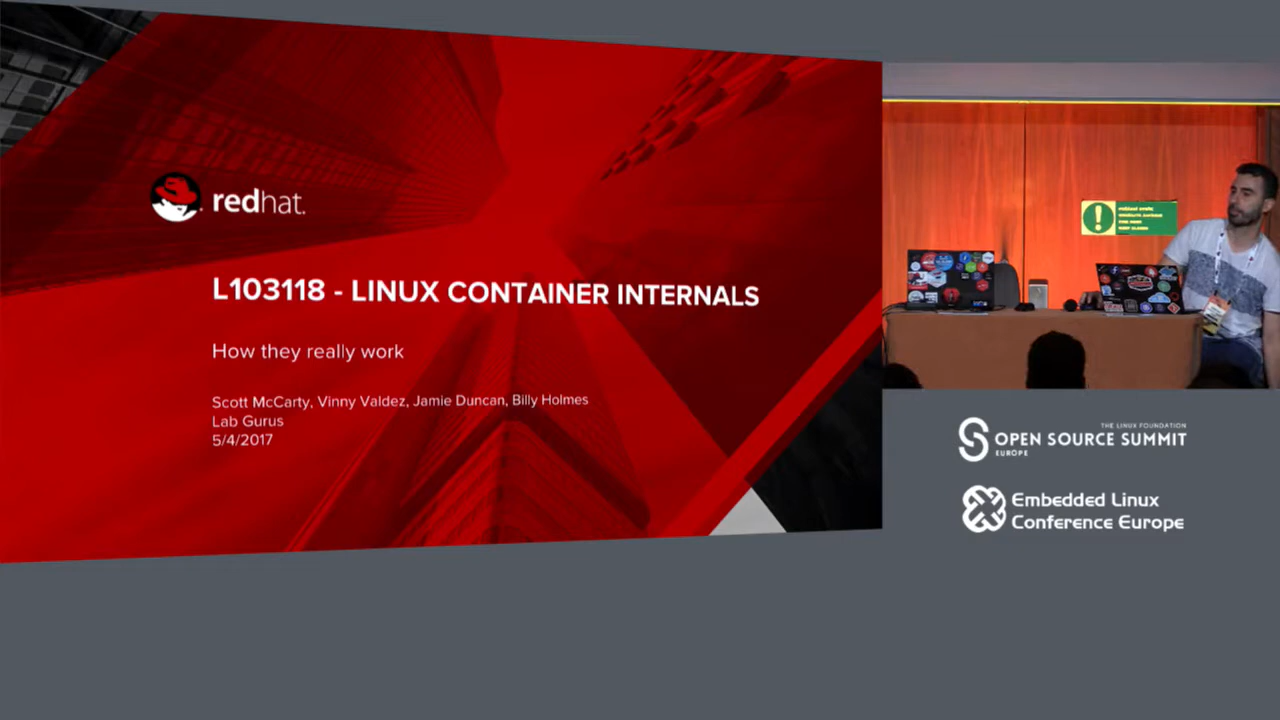 redhat.
L103118 - LINUX CONTAINER INTERNALS
How they really work
Scott McCarty, Vinny Valdez, Jamie Duncan, Billy Holmes
Lab Gurus
5/4/2017
THE LINUX FOUNDATION
OPEN SOURCE SUMMIT
EUROPE
Embedded Linux
Conference Europe